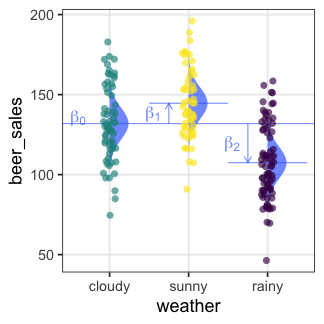 200
150
100
50
beer_sales
β0
β1
β2
cloudy sunny rainy
weather